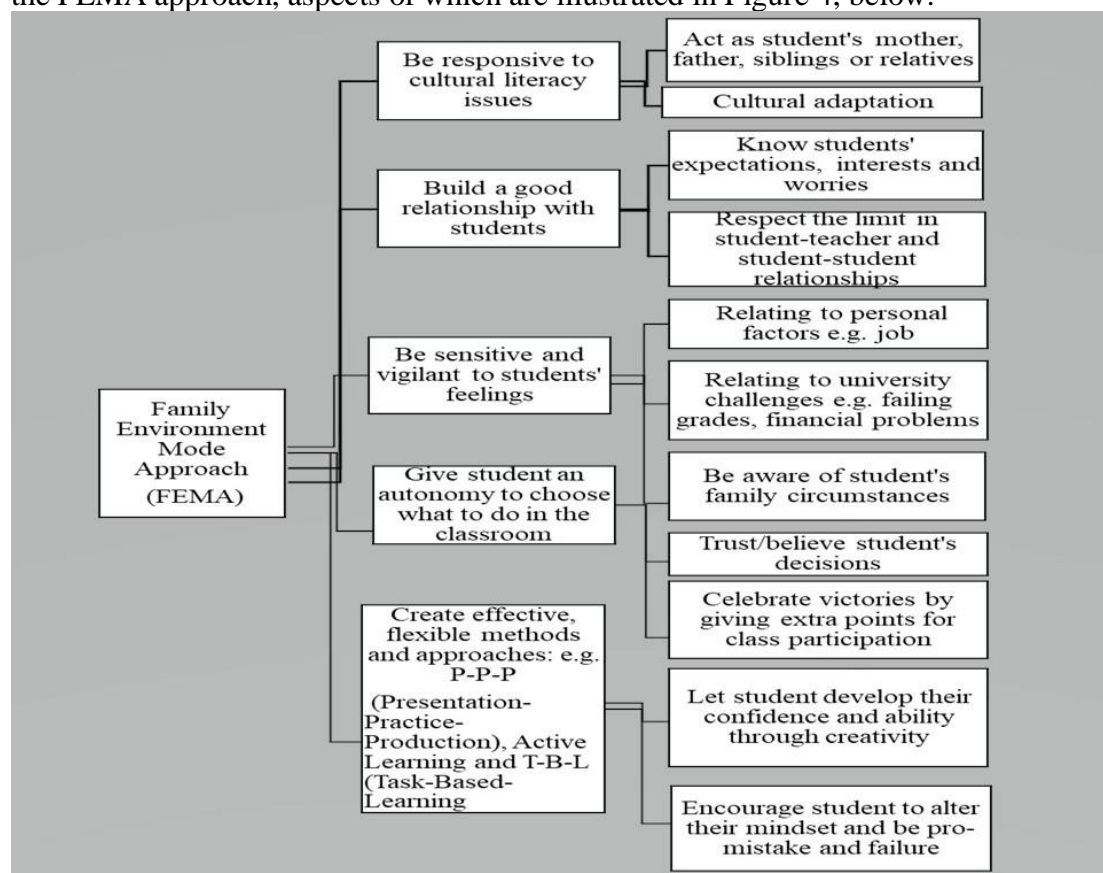 the FEMA approach, aspects of which are illustrated in Figure 4, below:
Family
Environment
Mode
Approach
(FEMA)
Be responsive to
cultural literacy
issues
Act as student's mother,
father, siblings or relatives
Cultural adaptation
Build a good
relationship with
students
Know students'
expectations, interests and
worries
Respect the limit in
student-teacher and
student-student
relationships
Be sensitive and
vigilant to students'
feelings
Relating to personal
factors e.g. job
Relating to university
challenges e.g. failing
grades, financial problems
Be aware of student's
family circumstances
Give student an
autonomy to choose
what to do in the
classroom
Trust/believe student's
decisions
Celebrate victories by
giving extra points for
class participation
Create effective,
flexible methods
and approaches: e.g.
P-P-P
(Presentation-
Practice-
Production), Active
Learning and T-B-L
(Task-Based-
Learning
Let student develop their
confidence and ability
through creativity
Encourage student to alter
their mindset and be pro-
mistake and failure